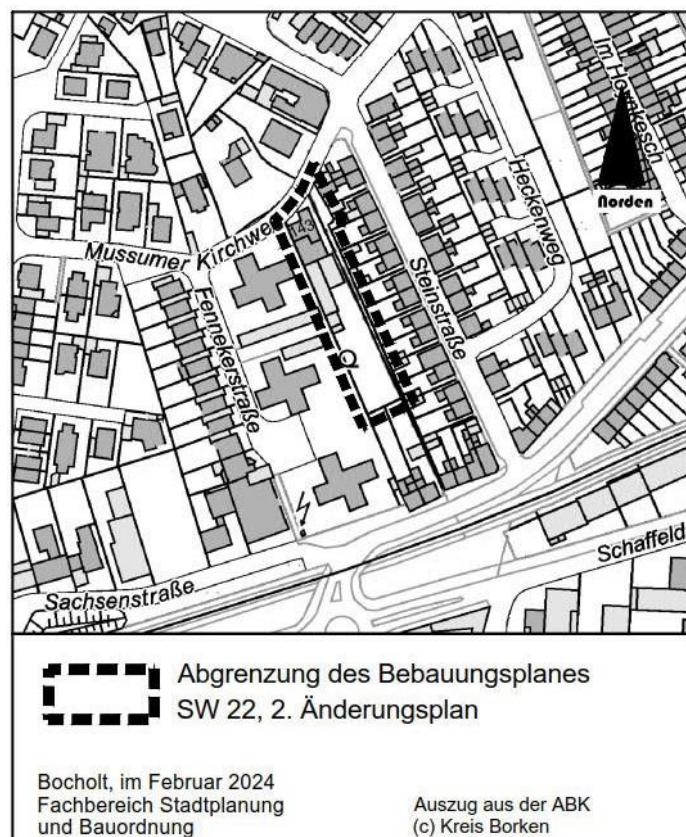 Im Hovkesch
Norden
Heckenweg
143
Mussumer Kirchweg
Steinstraße
Fennekerstraße
Schaffeld
Sachsenstraße
Abgrenzung des Bebauungsplanes
SW 22, 2. Änderungsplan
Bocholt, im Februar 2024
Fachbereich Stadtplanung
und Bauordnung
Auszug aus der ABK
(c) Kreis Borken